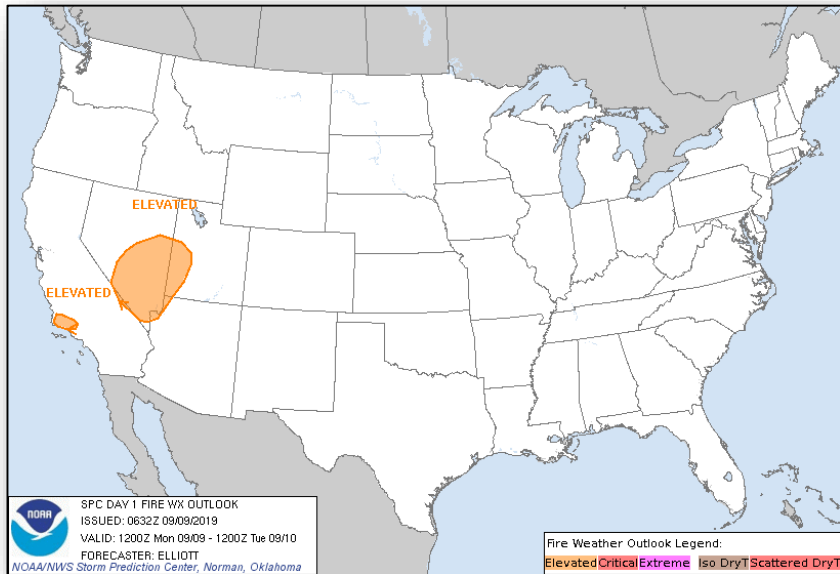 ELEVATED
ELEVATED
NOAA
SPC DAY 1 FIRE WX OUTLOOK
ISSUED: 0632Z 09/09/2019
VALID: 1200Z Mon 09/09 - 1200Z Tue 09/10
FORECASTER: ELLIOTT
NOAA/NWS Storm Prediction Center, Norman, Oklahoma
Fire Weather Outlook Legend:
Elevated Critical Extreme Iso DryT Scattered DryT